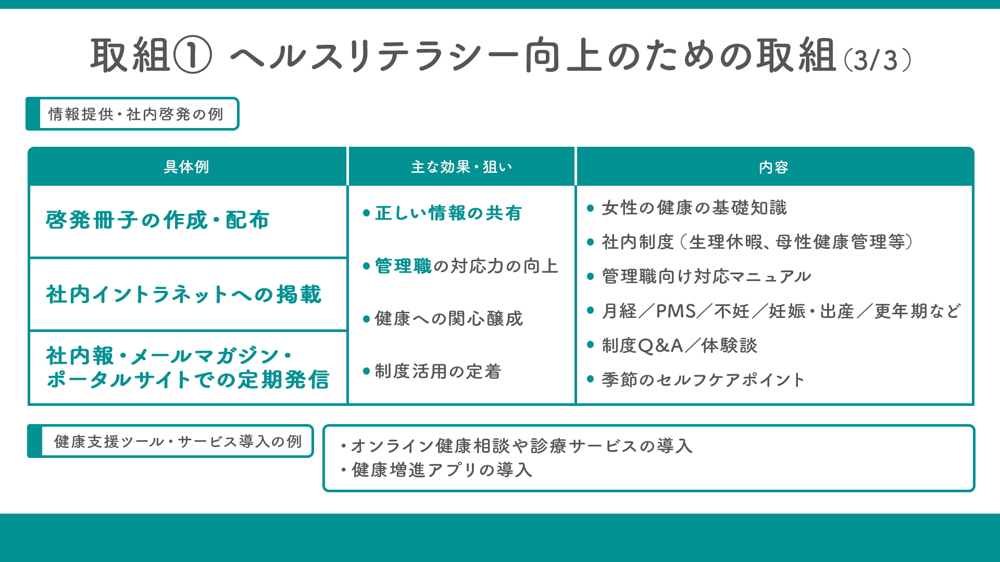 取組① ヘルスリテラシー向上のための取組(3/3)
情報提供・社内啓発の例
具体例
主な効果・狙い
内容
啓発冊子の作成・配布
社内イントラネットへの掲載
社内報・メールマガジン・
ポータルサイトでの定期発信
●正しい情報の共有
●管理職の対応力の向上
●健康への関心醸成
●制度活用の定着
● 女性の健康の基礎知識
● 社内制度（生理休暇、母性健康管理等）
● 管理職向け対応マニュアル
● 月経／PMS／不妊／妊娠・出産／更年期など
● 制度Q&A／体験談
● 季節のセルフケアポイント
健康支援ツール・サービス導入の例
・オンライン健康相談や診療サービスの導入
・健康増進アプリの導入